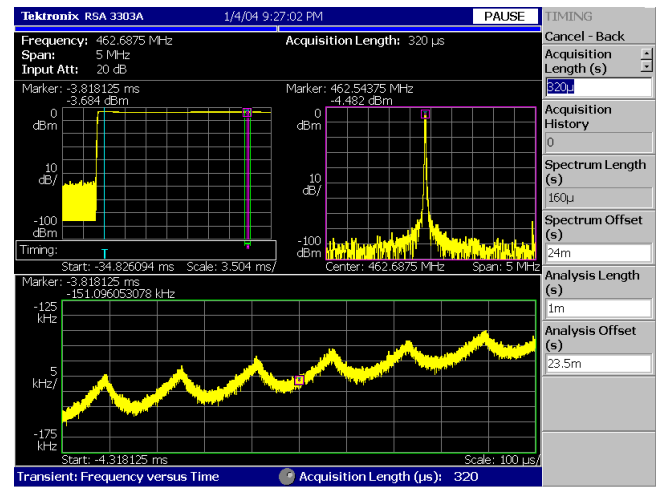 Tektronix RSA 3303A 1/4/04 9:27:02 PM PAUSE
TIMING
Cancel - Back
Frequency: 462.6875 MHz Acquisition Length: 320 µs
Span: 5 MHz
Input Att: 20 dB
Acquisition
Length (s)
320µ
Marker: -3.818125 ms
-3.684 dBm
0
dBm
10
dB/
-100
dBm
Timing:
T
Start: -34.826094 ms Scale: 3.504 ms/
Marker: 462.54375 MHz
-4.482 dBm
0
dBm
10
dB/
-100
dBm
Center: 462.6875 MHz Span: 5 MHz
Acquisition
History
0
Spectrum Length
(s)
160µ
Spectrum Offset
(s)
24m
Analysis Length
(s)
1m
Analysis Offset
(s)
23.5m
Marker: -3.818125 ms
-151.096053078 kHz
-125
kHz
5
kHz/
-175
kHz
Start: -4.318125 ms Scale: 100 µs/
Transient: Frequency versus Time Acquisition Length (µs): 320